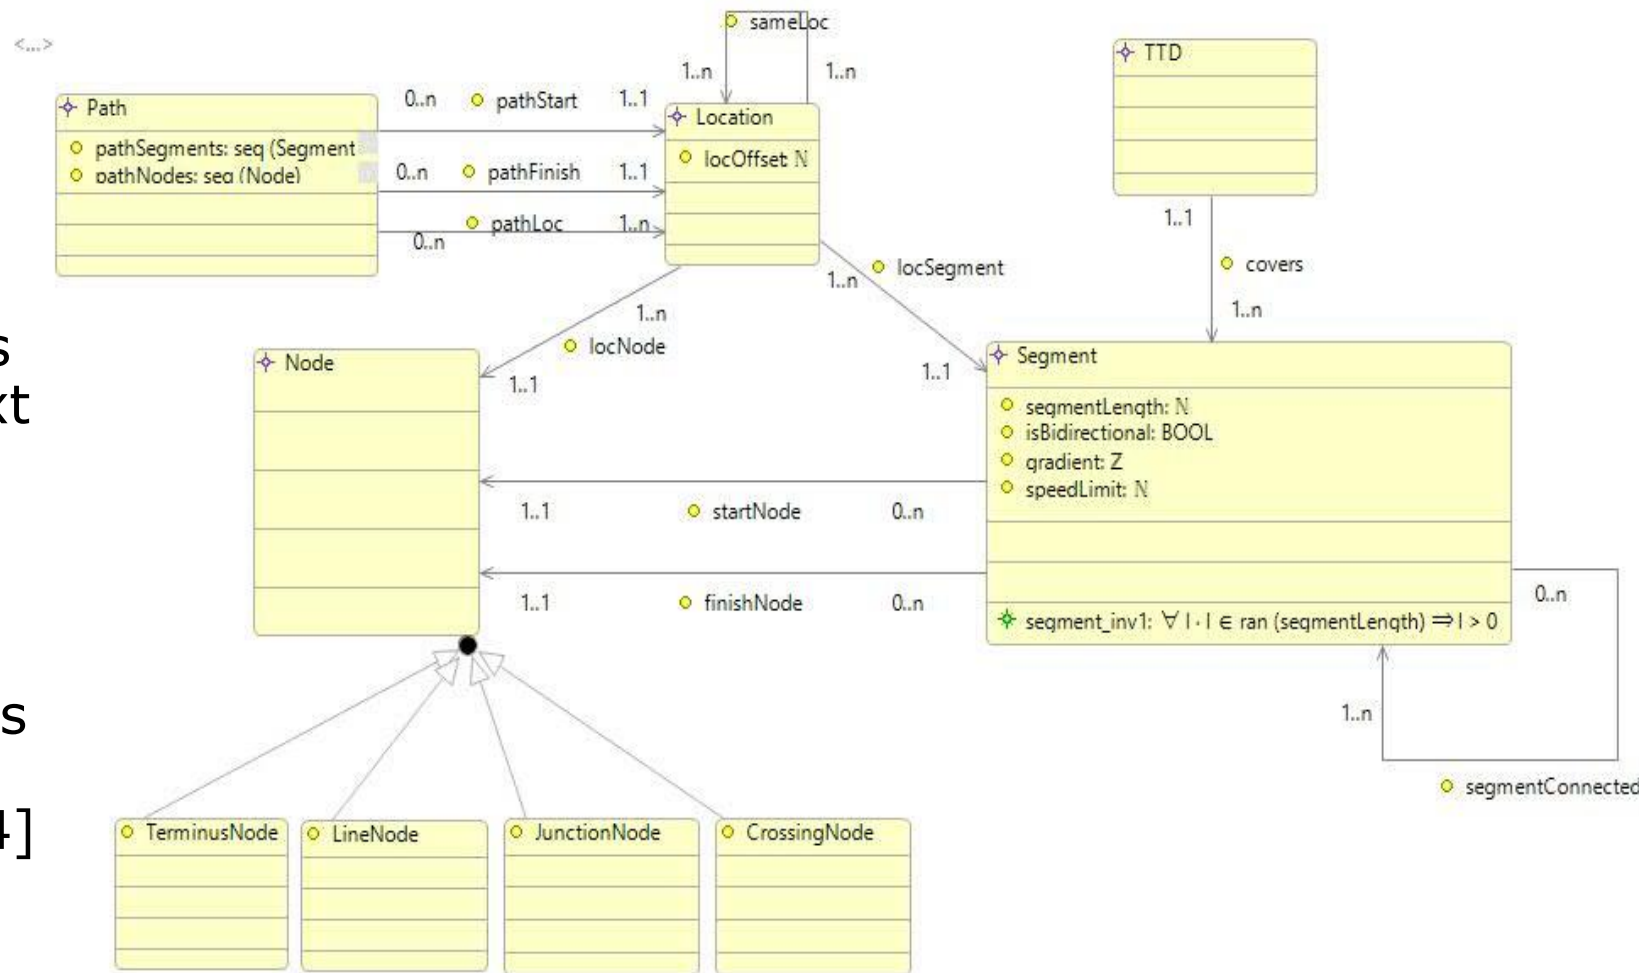 <...>
sameLoc
1..n
1..n
TTD
Path
pathSegments: seq (Segment
pathNodes: seq (Node)
0..n
pathStart
1..1
0..n
pathFinish
1..1
0..n
pathLoc
1..n
Location
locOffset: ℕ
1..1
covers
1..n
1..n
locSegment
1..1
1..n
locNode
1..1
s
xt
Node
Segment
segmentLength: ℕ
isBidirectional: BOOL
gradient: Z
speedLimit: ℕ
segment_inv1: ∀ l · l ∈ ran (segmentLength) ⇒ l > 0
1..1
startNode
0..n
1..1
finishNode
0..n
0..n
1..n
segmentConnected
s
4]
TerminusNode
LineNode
JunctionNode
CrossingNode